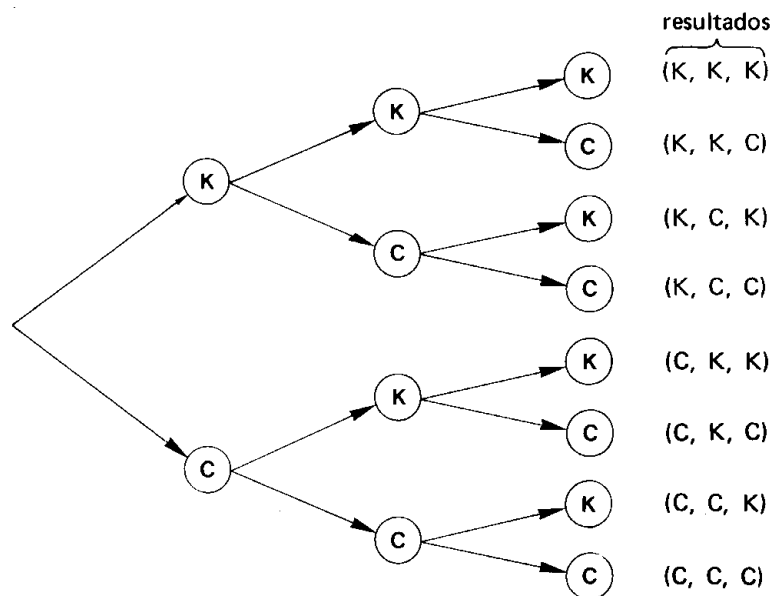 resultados
K (K, K, K)
K
C (K, K, C)
K
K (K, C, K)
C
C (K, C, C)
K (C, K, K)
K
C (C, K, C)
C
K (C, C, K)
C
C (C, C, C)